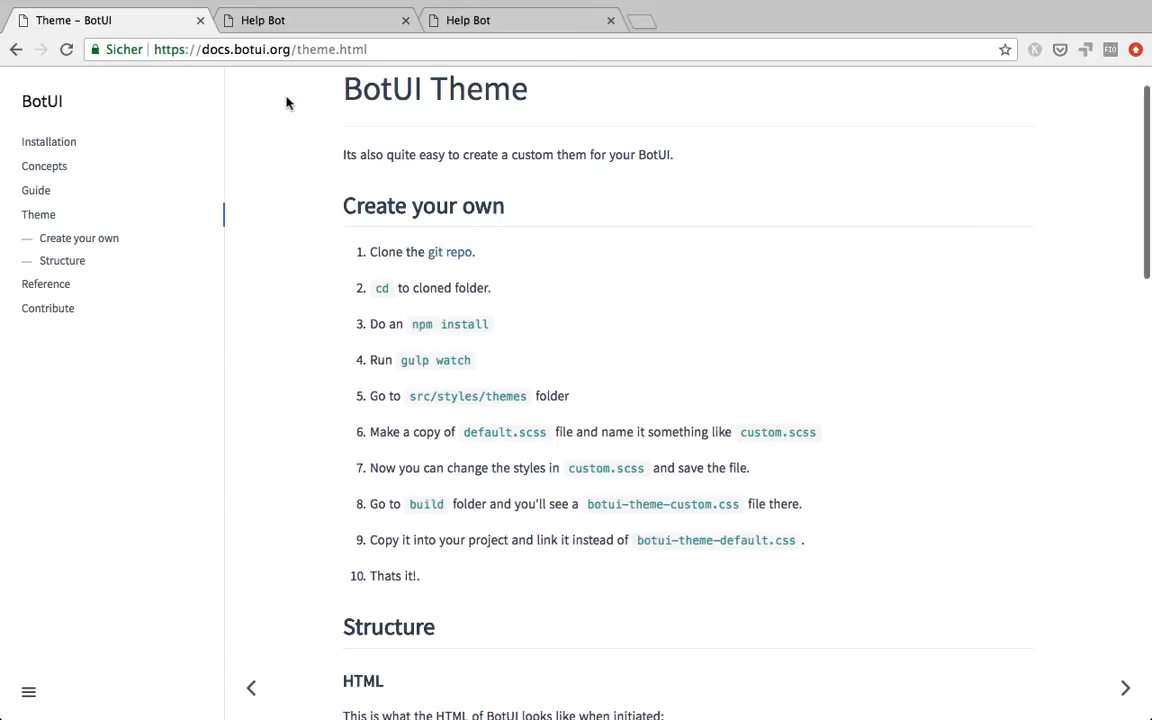 Theme – BotUI
Help Bot
Help Bot
Sicher https://docs.botui.org/theme.html
FIO
BotUI
Installation
Concepts
Guide
Theme
— Create your own
— Structure
Reference
Contribute
BotUI Theme
Its also quite easy to create a custom them for your BotUI.
Create your own
1. Clone the git repo.
2. cd to cloned folder.
3. Do an npm install
4. Run gulp watch
5. Go to src/styles/themes folder
6. Make a copy of default.scss file and name it something like custom.scss
7. Now you can change the styles in custom.scss and save the file.
8. Go to build folder and you'll see a botui-theme-custom.css file there.
9. Copy it into your project and link it instead of botui-theme-default.css .
10. Thats it!.
Structure
HTML
This is what the HTML of BotUI looks like when initiated: